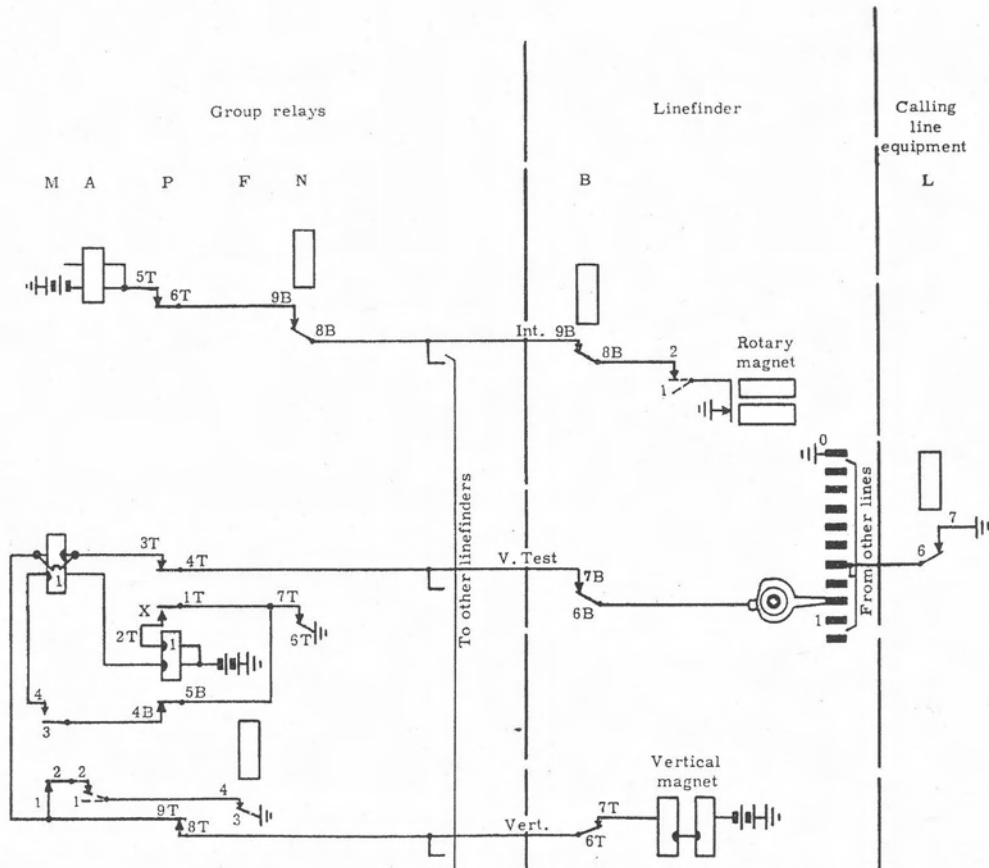 Group relays
Linefinder
Calling
line
equipment
M A P F N
B
L
5T
6T
9B
8B
Int.
9B
8B
2
1
Rotary
magnet
0
From other lines
7
6
1
To other linefinders
3T
4T
V. Test
7B
6B
1
X
1T
7T
6T
2T
1
4
3
4B
5B
2
2
1
1
4
3
9T
8T
Vert.
7T
6T
Vertical
magnet